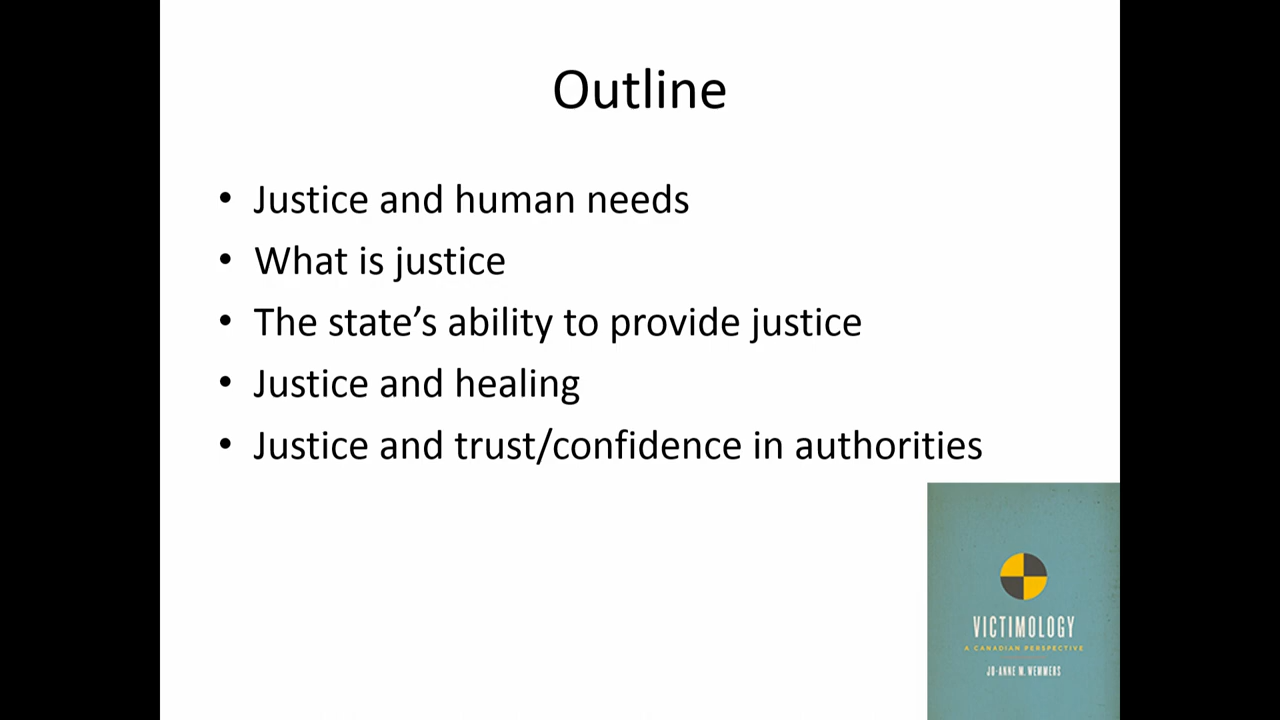 Outline
• Justice and human needs
• What is justice
• The state’s ability to provide justice
• Justice and healing
• Justice and trust/confidence in authorities
VICTIMOLOGY
A CANADIAN PERSPECTIVE
JO-ANNE M. WEMMERS